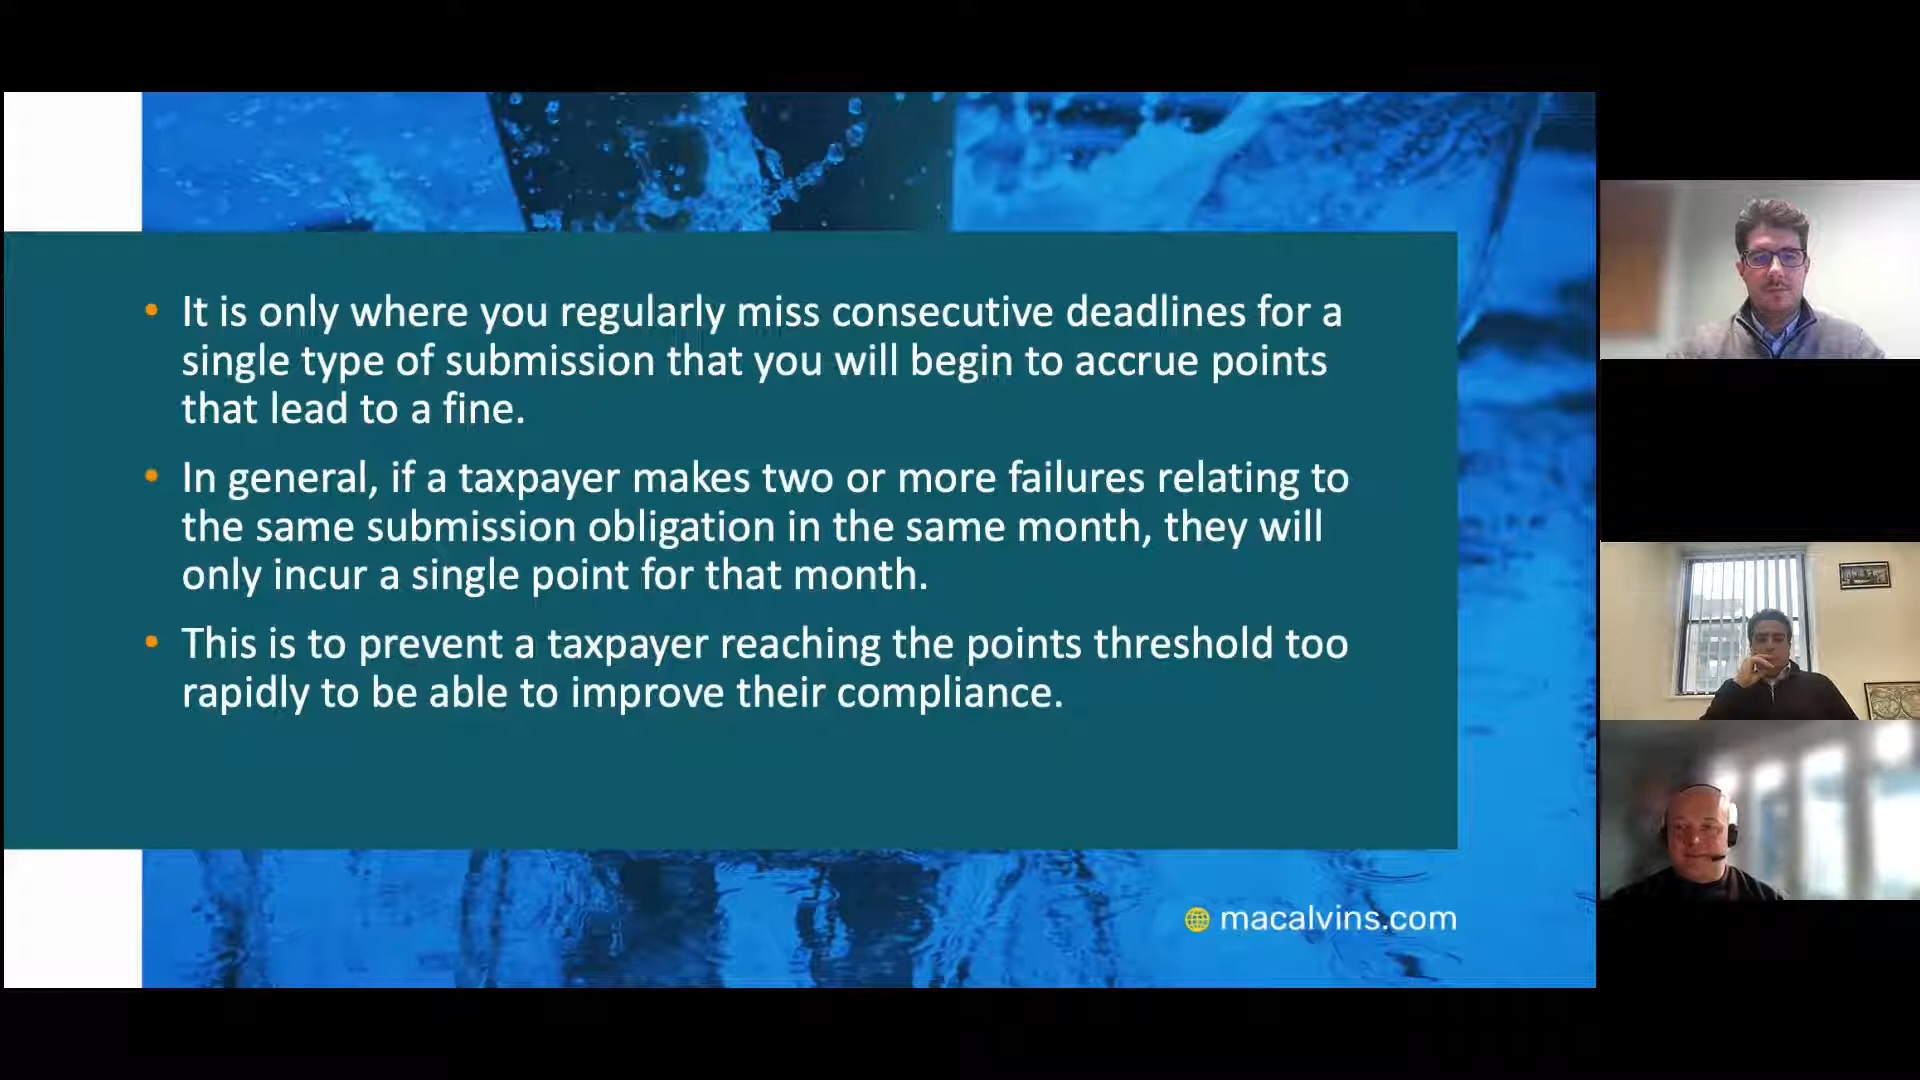 • It is only where you regularly miss consecutive deadlines for a
single type of submission that you will begin to accrue points
that lead to a fine.
• In general, if a taxpayer makes two or more failures relating to
the same submission obligation in the same month, they will
only incur a single point for that month.
• This is to prevent a taxpayer reaching the points threshold too
rapidly to be able to improve their compliance.
macalvins.com